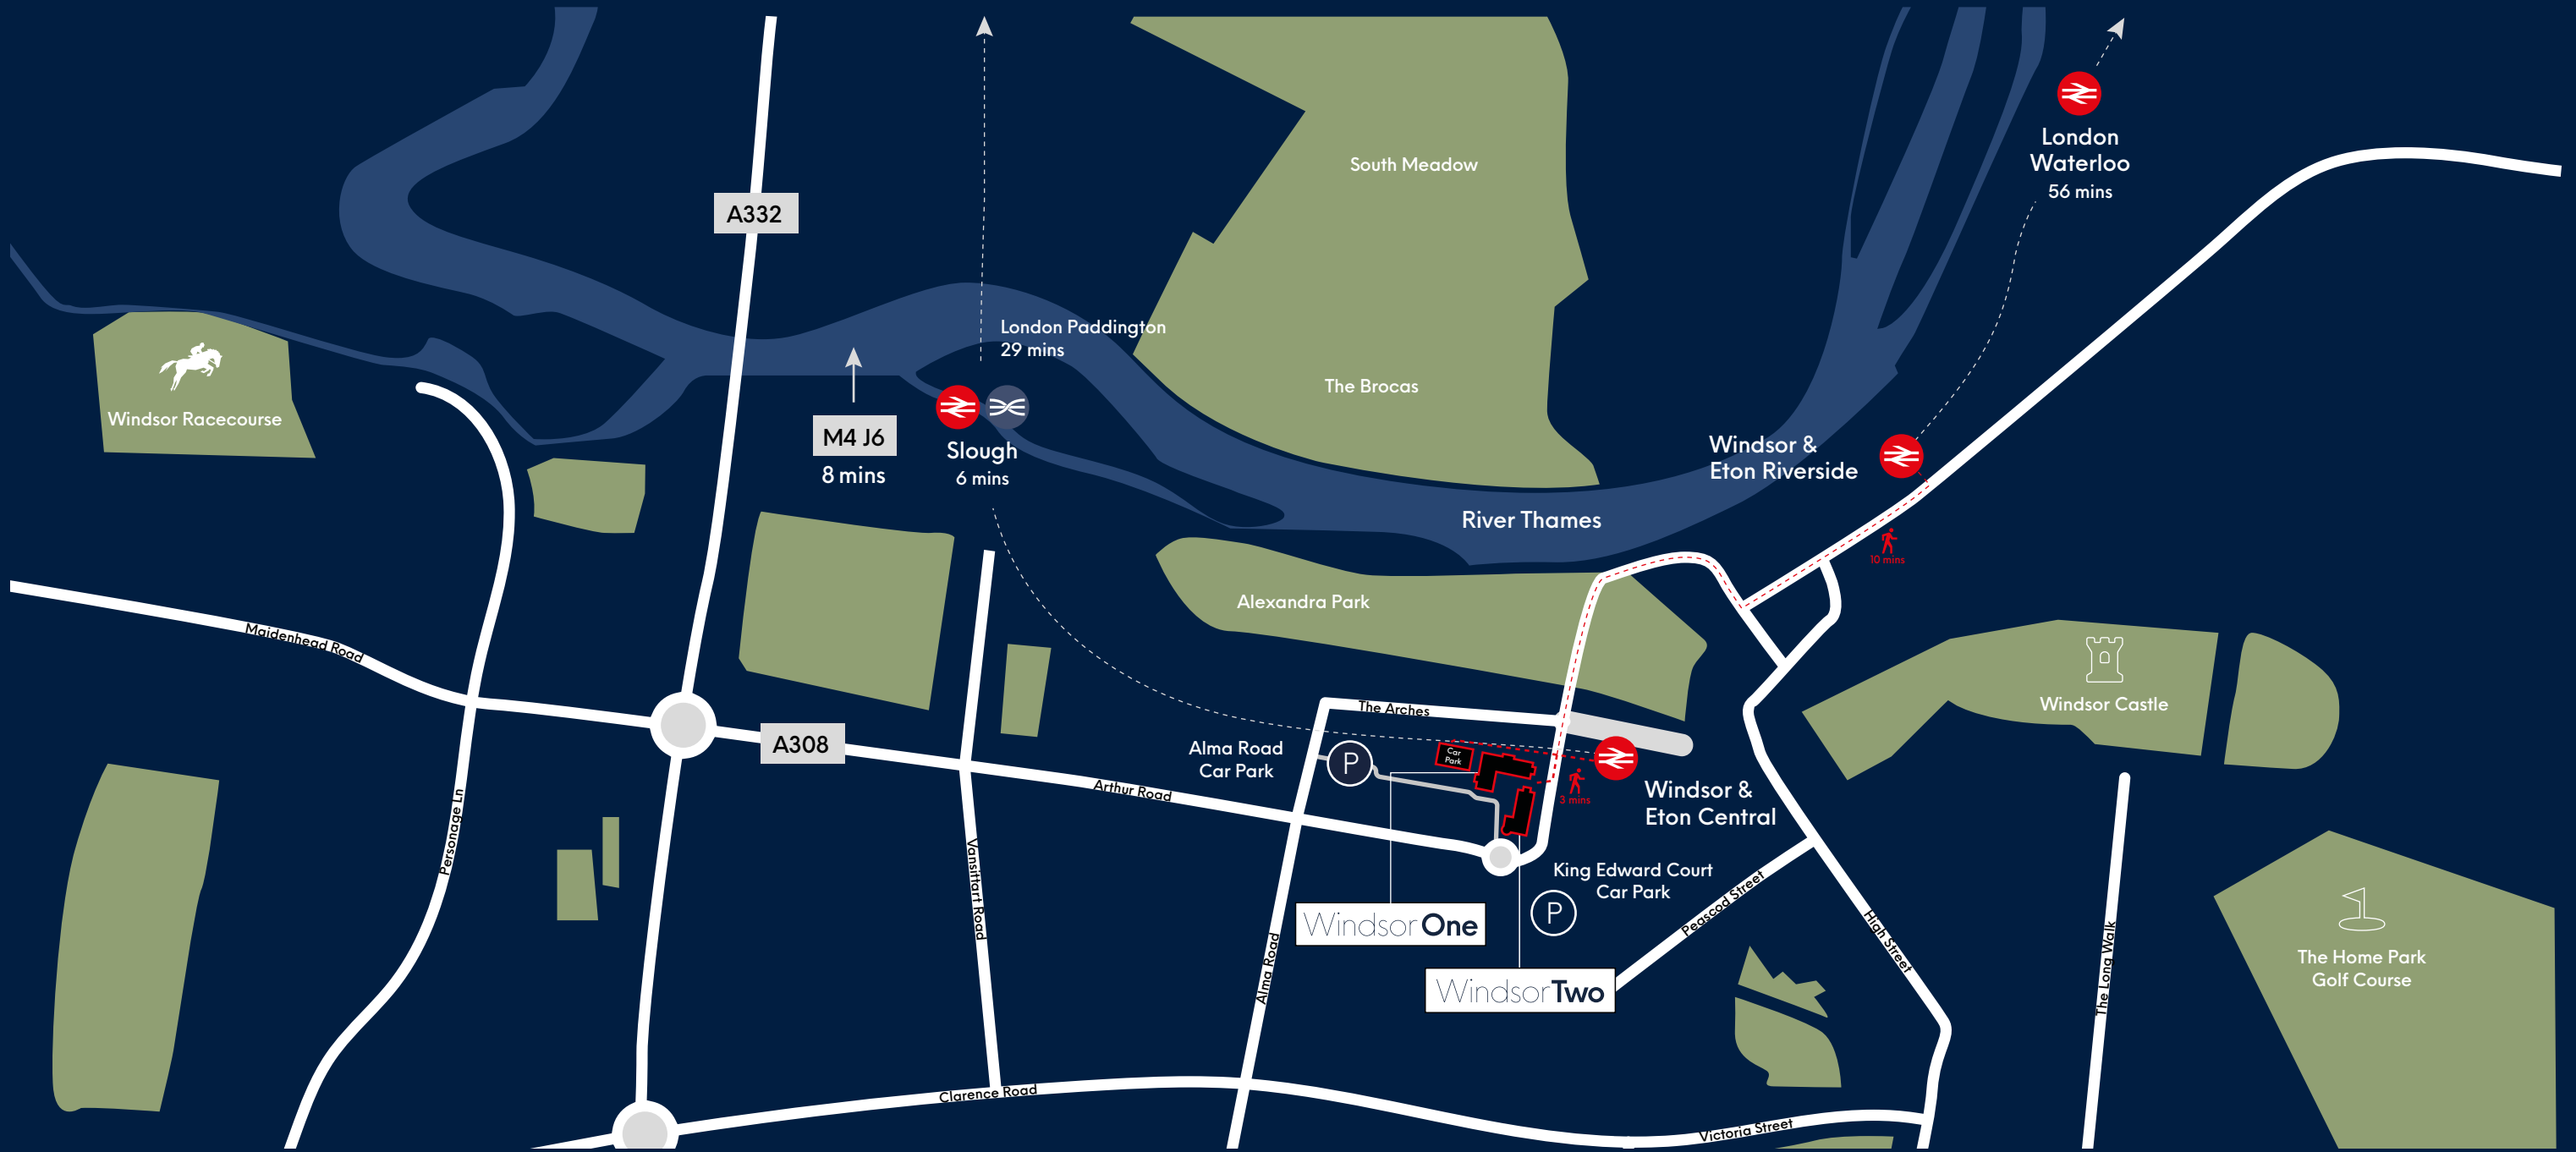 London
Waterloo
56 mins
South Meadow
A332
London Paddington
29 mins
The Brocas
Windsor Racecourse
M4 J6
8 mins
Slough
6 mins
Windsor &
Eton Riverside
River Thames
10 mins
Alexandra Park
Maidenhead Road
Windsor Castle
The Arches
A308
Alma Road
Car Park
P
Car
Park
Arthur Road
3 mins
Windsor &
Eton Central
Personage Ln
Vansittart Road
King Edward Court
Car Park
P
Peascod Street
High Street
Windsor One
Alma Road
WindsorTwo
The Long Walk
The Home Park
Golf Course
Clarence Road
Victoria Street